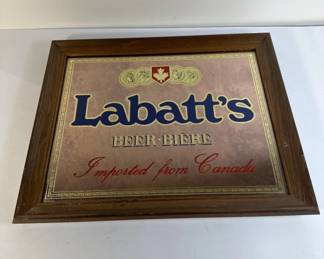 Labatt's
BEER·BIÈRE
Imported from Canada